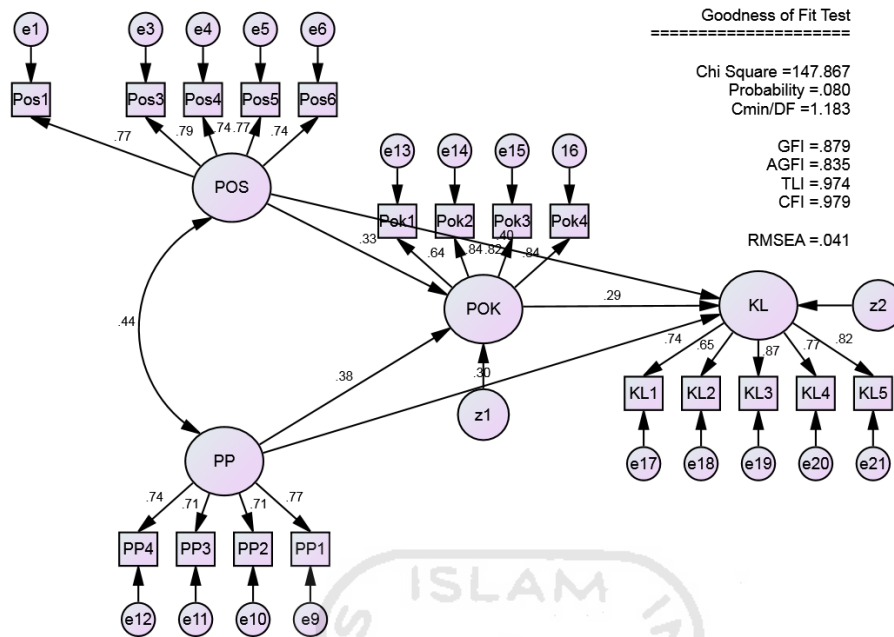 Goodness of Fit Test
=====================
Chi Square =147.867
Probability =.080
Cmin/DF =1.183
GFI =.879
AGFI =.835
TLI =.974
CFI =.979
RMSEA =.041
e1 e3 e4 e5 e6
Pos1 Pos3 Pos4 Pos5 Pos6
.77 .79 .74 .77 .74
POS
e13 e14 e15 16
Pok1 Pok2 Pok3 Pok4
.64 .84 .82 .84
.33 .40
POK
.44
.29
KL
z2
.38 .30
z1
.74 .65 .87 .77 .82
KL1 KL2 KL3 KL4 KL5
e17 e18 e19 e20 e21
PP
.74 .71 .71 .77
PP4 PP3 PP2 PP1
e12 e11 e10 e9
ISLAM